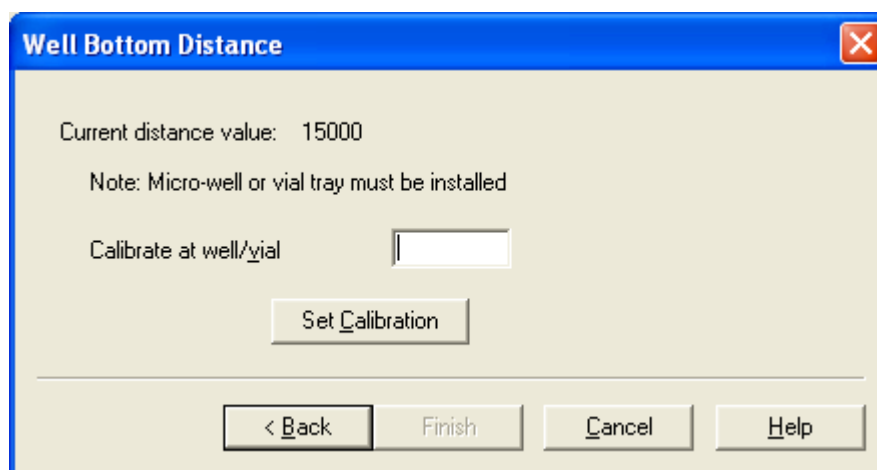 Well Bottom Distance
Current distance value: 15000
Note: Micro-well or vial tray must be installed
Calibrate at well/vial
Set Calibration
< Back Finish Cancel Help